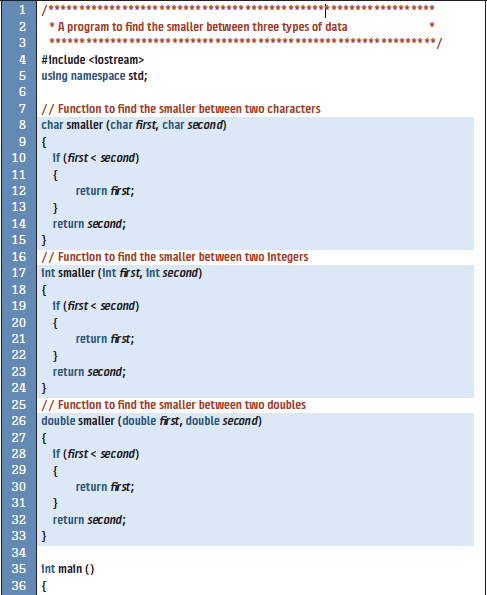 1 /***************************************************************
2 * A program to find the smaller between three types of data *
3 ***************************************************************/
4 #include <iostream>
5 using namespace std;
6
7 // Function to find the smaller between two characters
8 char smaller (char first, char second)
9 {
10 if (first < second)
11 {
12 return first;
13 }
14 return second;
15 }
16 // Function to find the smaller between two integers
17 int smaller (int first, int second)
18 {
19 if (first < second)
20 {
21 return first;
22 }
23 return second;
24 }
25 // Function to find the smaller between two doubles
26 double smaller (double first, double second)
27 {
28 if (first < second)
29 {
30 return first;
31 }
32 return second;
33 }
34
35 int main ( )
36 {